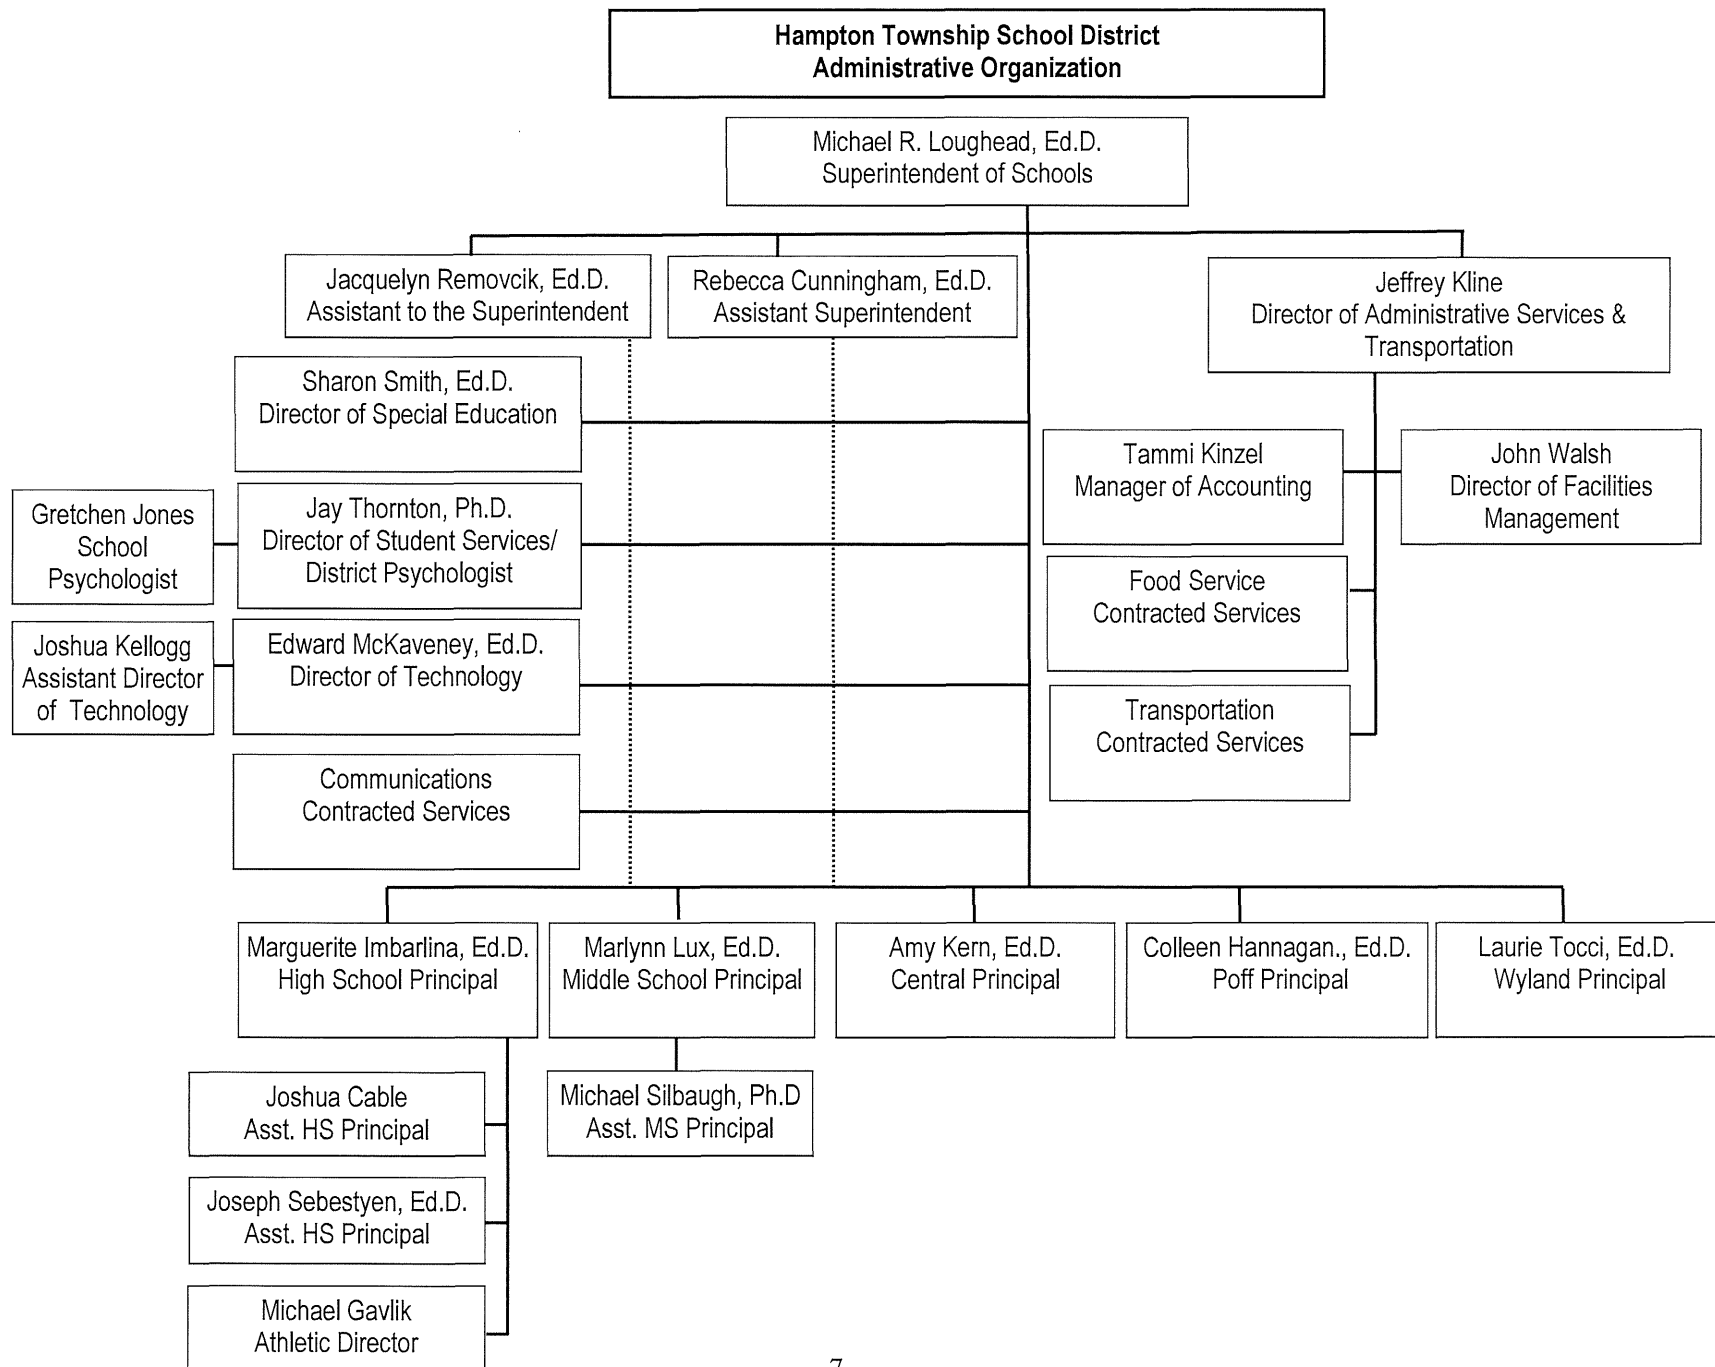 Hampton Township School District
Administrative Organization
Michael R. Loughead, Ed.D.
Superintendent of Schools
Jacquelyn Removcik, Ed.D.
Assistant to the Superintendent
Rebecca Cunningham, Ed.D.
Assistant Superintendent
Jeffrey Kline
Director of Administrative Services &
Transportation
Sharon Smith, Ed.D.
Director of Special Education
Tammi Kinzel
Manager of Accounting
John Walsh
Director of Facilities
Management
Gretchen Jones
School
Psychologist
Jay Thornton, Ph.D.
Director of Student Services/
District Psychologist
Food Service
Contracted Services
Joshua Kellogg
Assistant Director
of Technology
Edward McKaveney, Ed.D.
Director of Technology
Transportation
Contracted Services
Communications
Contracted Services
Marguerite Imbarlina, Ed.D.
High School Principal
Marlynn Lux, Ed.D.
Middle School Principal
Amy Kern, Ed.D.
Central Principal
Colleen Hannagan., Ed.D.
Poff Principal
Laurie Tocci, Ed.D.
Wyland Principal
Joshua Cable
Asst. HS Principal
Michael Silbaugh, Ph.D
Asst. MS Principal
Joseph Sebestyen, Ed.D.
Asst. HS Principal
Michael Gavlik
Athletic Director
7